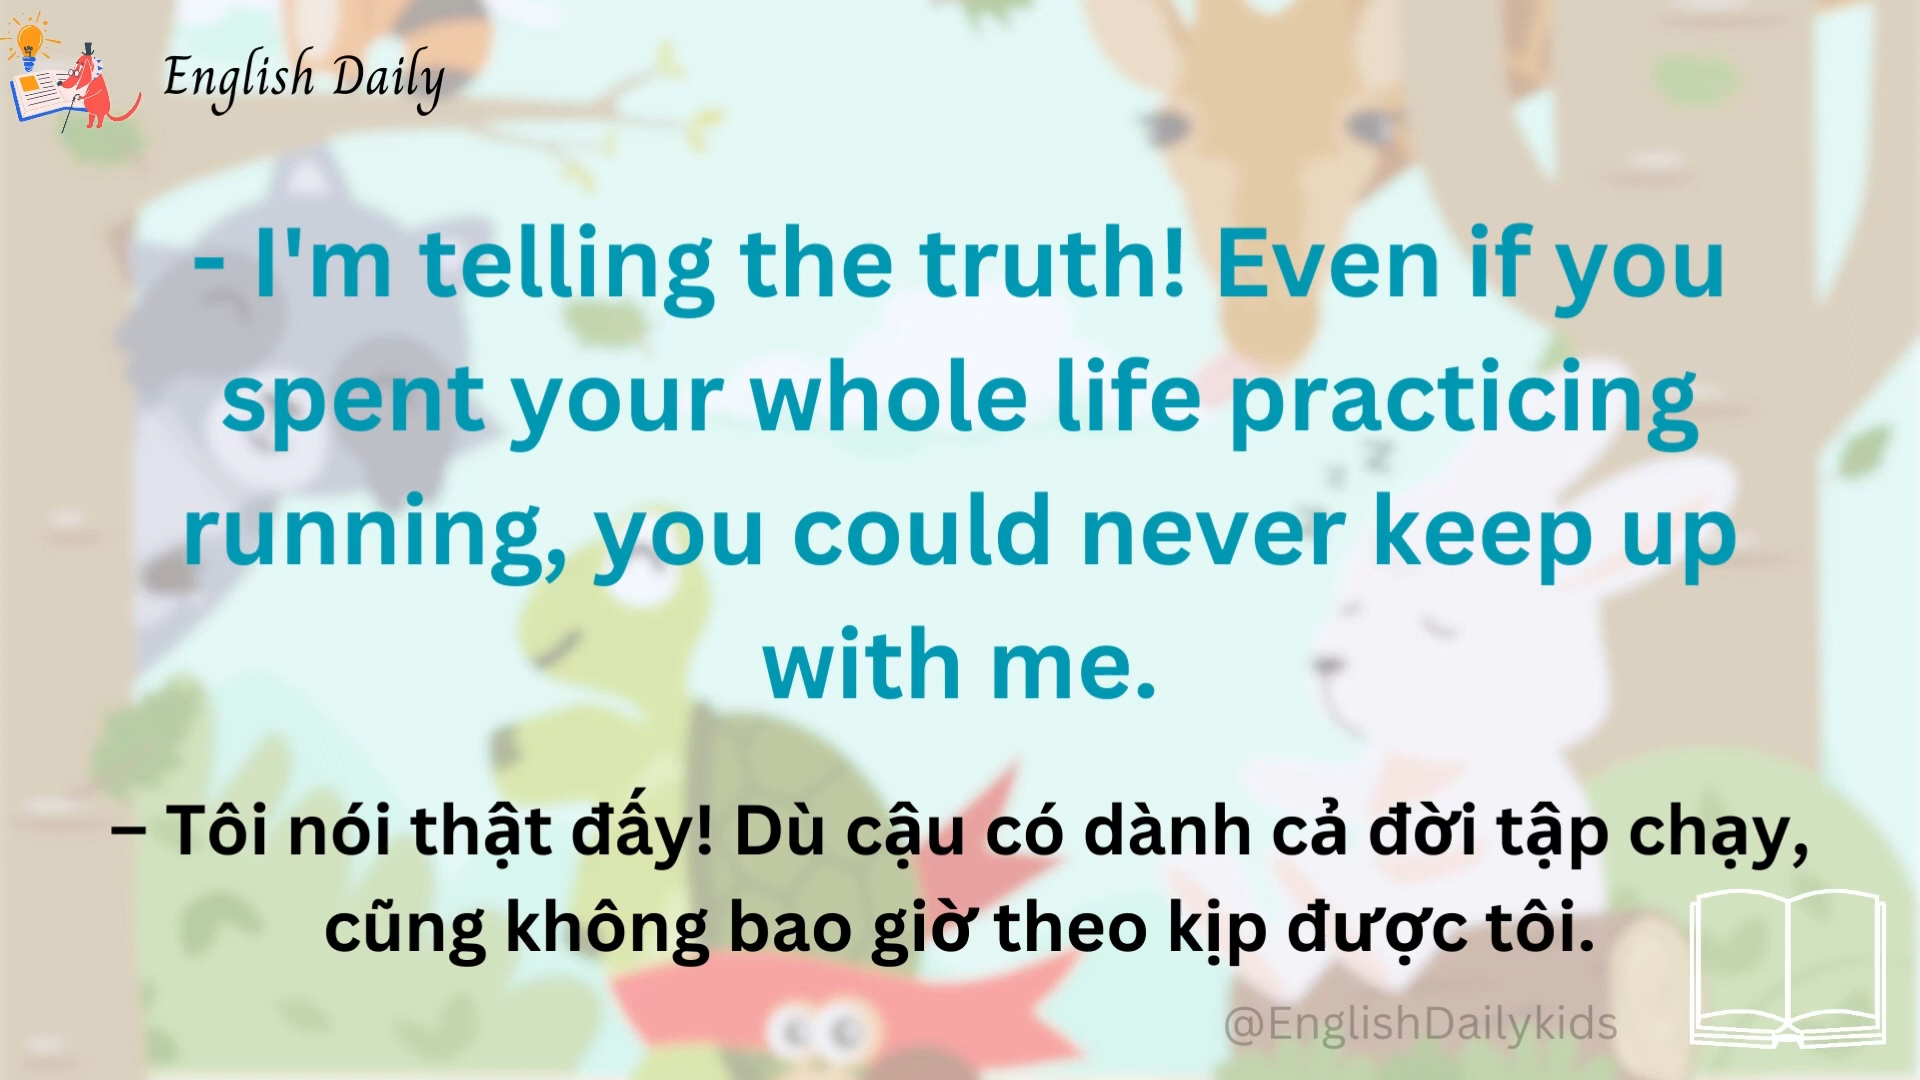 English Daily
- I'm telling the truth! Even if you
spent your whole life practicing
running, you could never keep up
with me.
– Tôi nói thật đấy! Dù cậu có dành cả đời tập chạy,
cũng không bao giờ theo kịp được tôi.
@EnglishDailykids
z z z